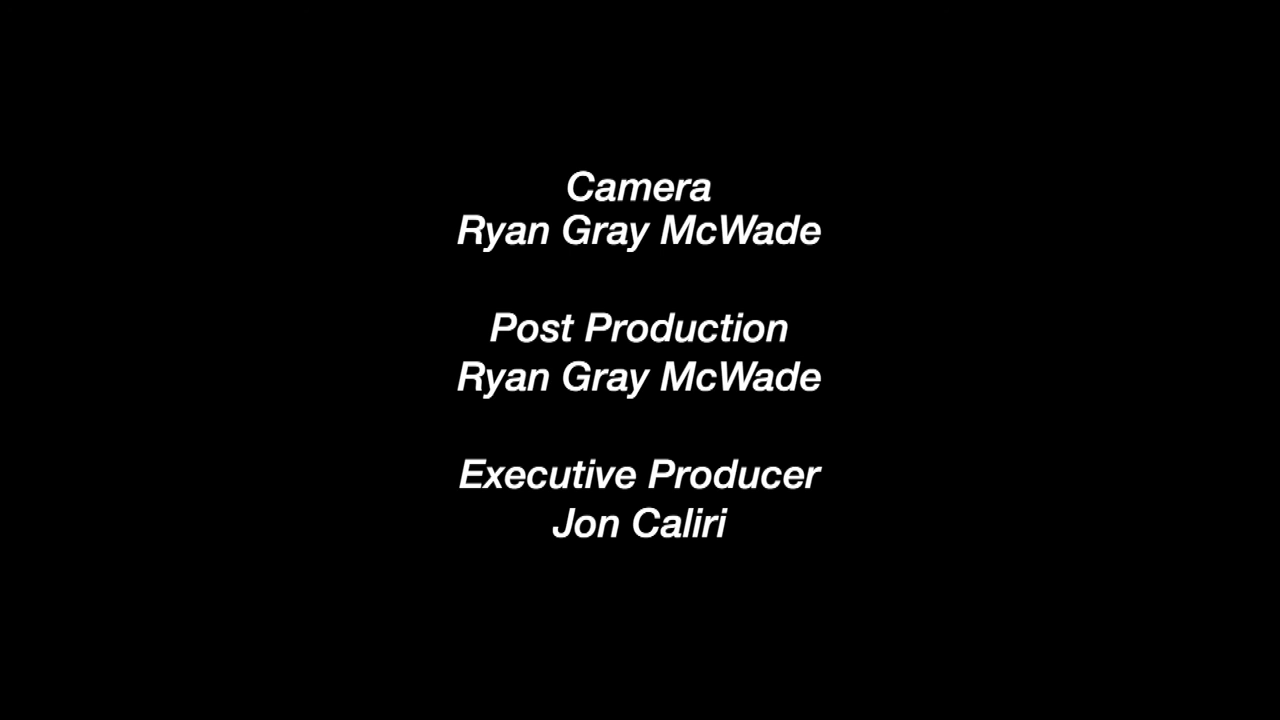 Camera
Ryan Gray McWade
Post Production
Ryan Gray McWade
Executive Producer
Jon Caliri